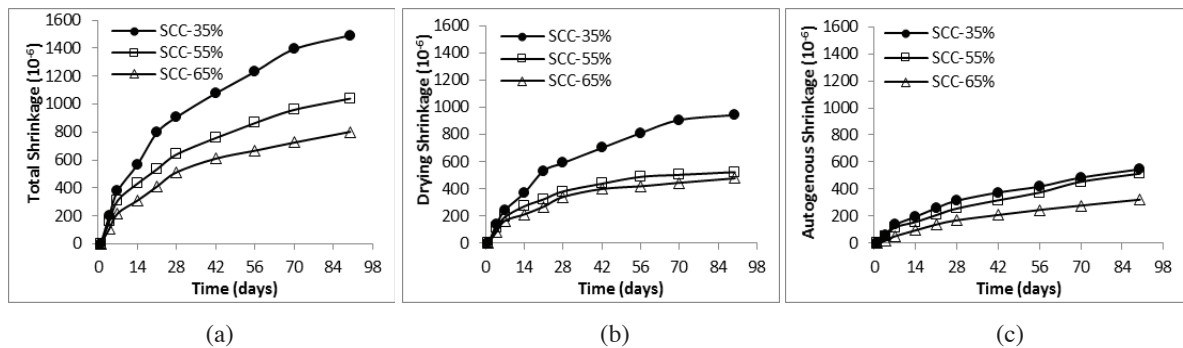 Total Shrinkage (10⁻⁶)
1600
1400
1200
1000
800
600
400
200
0
SCC-35%
SCC-55%
SCC-65%
0 14 28 42 56 70 84 98
Time (days)
(a)
Drying Shrinkage (10⁻⁶)
1600
1400
1200
1000
800
600
400
200
0
SCC-35%
SCC-55%
SCC-65%
0 14 28 42 56 70 84 98
Time (days)
(b)
Autogenous Shrinkage (10⁻⁶)
1600
1400
1200
1000
800
600
400
200
0
SCC-35%
SCC-55%
SCC-65%
0 14 28 42 56 70 84 98
Time (days)
(c)